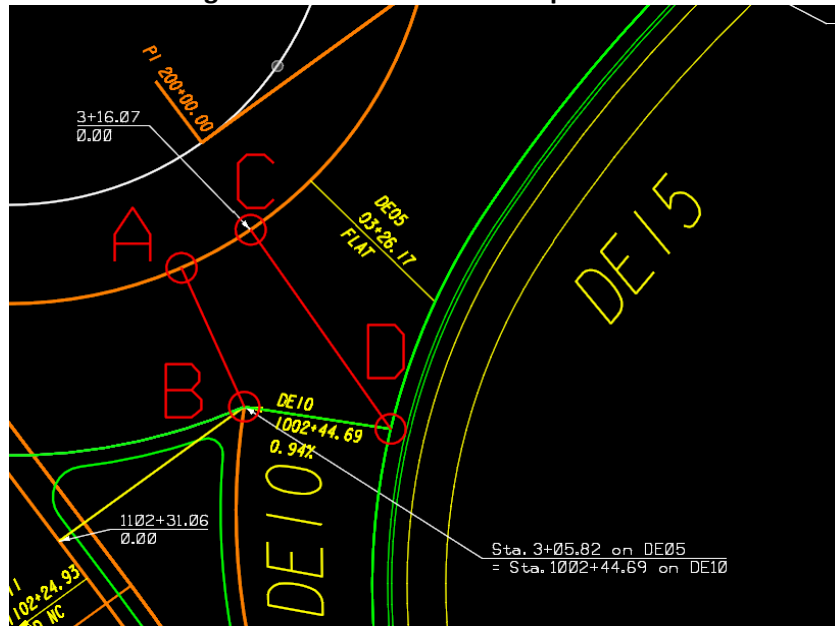 PI 200+00.00
3+16.07
0.00
C
A
DE05
03+26.17
FLAT
DE15
D
B
DE10
1002+44.69
0.94%
DE10
1102+31.06
0.00
Sta.3+05.82 on DE05
= Sta.1002+44.69 on DE10
1102+24.93
NC